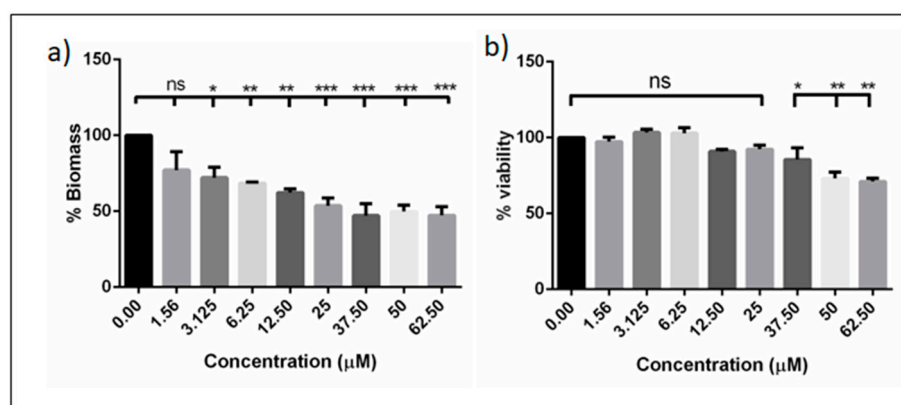 a)
150
100
50
0
% Biomass
ns * ** ** *** *** *** ***
0.00 1.56 3.125 6.25 12.50 25 37.50 50 62.50
Concentration (μM)
b)
150
100
50
0
% viability
ns * ** **
0.00 1.56 3.125 6.25 12.50 25 37.50 50 62.50
Concentration (μM)